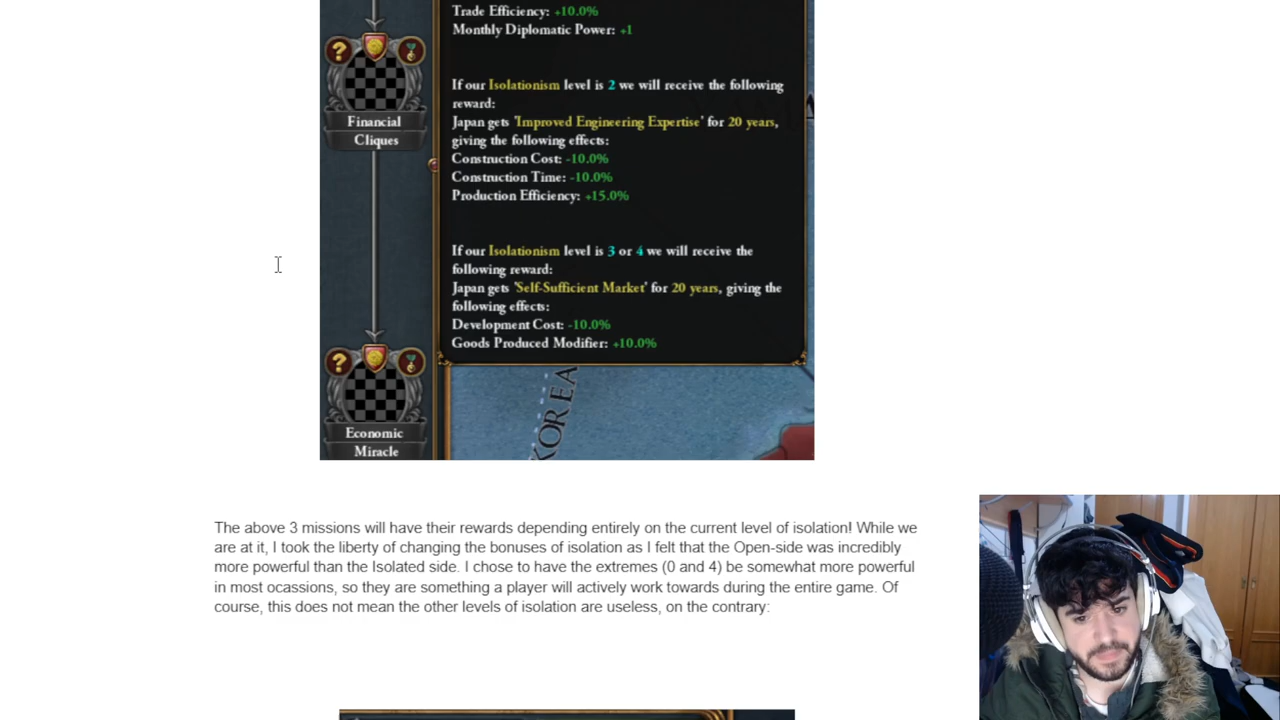 Trade Efficiency: +10.0%
Monthly Diplomatic Power: +1
If our Isolationism level is 2 we will receive the following
reward:
Japan gets 'Improved Engineering Expertise' for 20 years,
giving the following effects:
Construction Cost: -10.0%
Construction Time: -10.0%
Production Efficiency: +15.0%
If our Isolationism level is 3 or 4 we will receive the
following reward:
Japan gets 'Self-Sufficient Market' for 20 years, giving the
following effects:
Development Cost: -10.0%
Goods Produced Modifier: +10.0%
?
Financial
Cliques
?
Economic
Miracle
KOREA
The above 3 missions will have their rewards depending entirely on the current level of isolation! While we
are at it, I took the liberty of changing the bonuses of isolation as I felt that the Open-side was incredibly
more powerful than the Isolated side. I chose to have the extremes (0 and 4) be somewhat more powerful
in most ocassions, so they are something a player will actively work towards during the entire game. Of
course, this does not mean the other levels of isolation are useless, on the contrary: